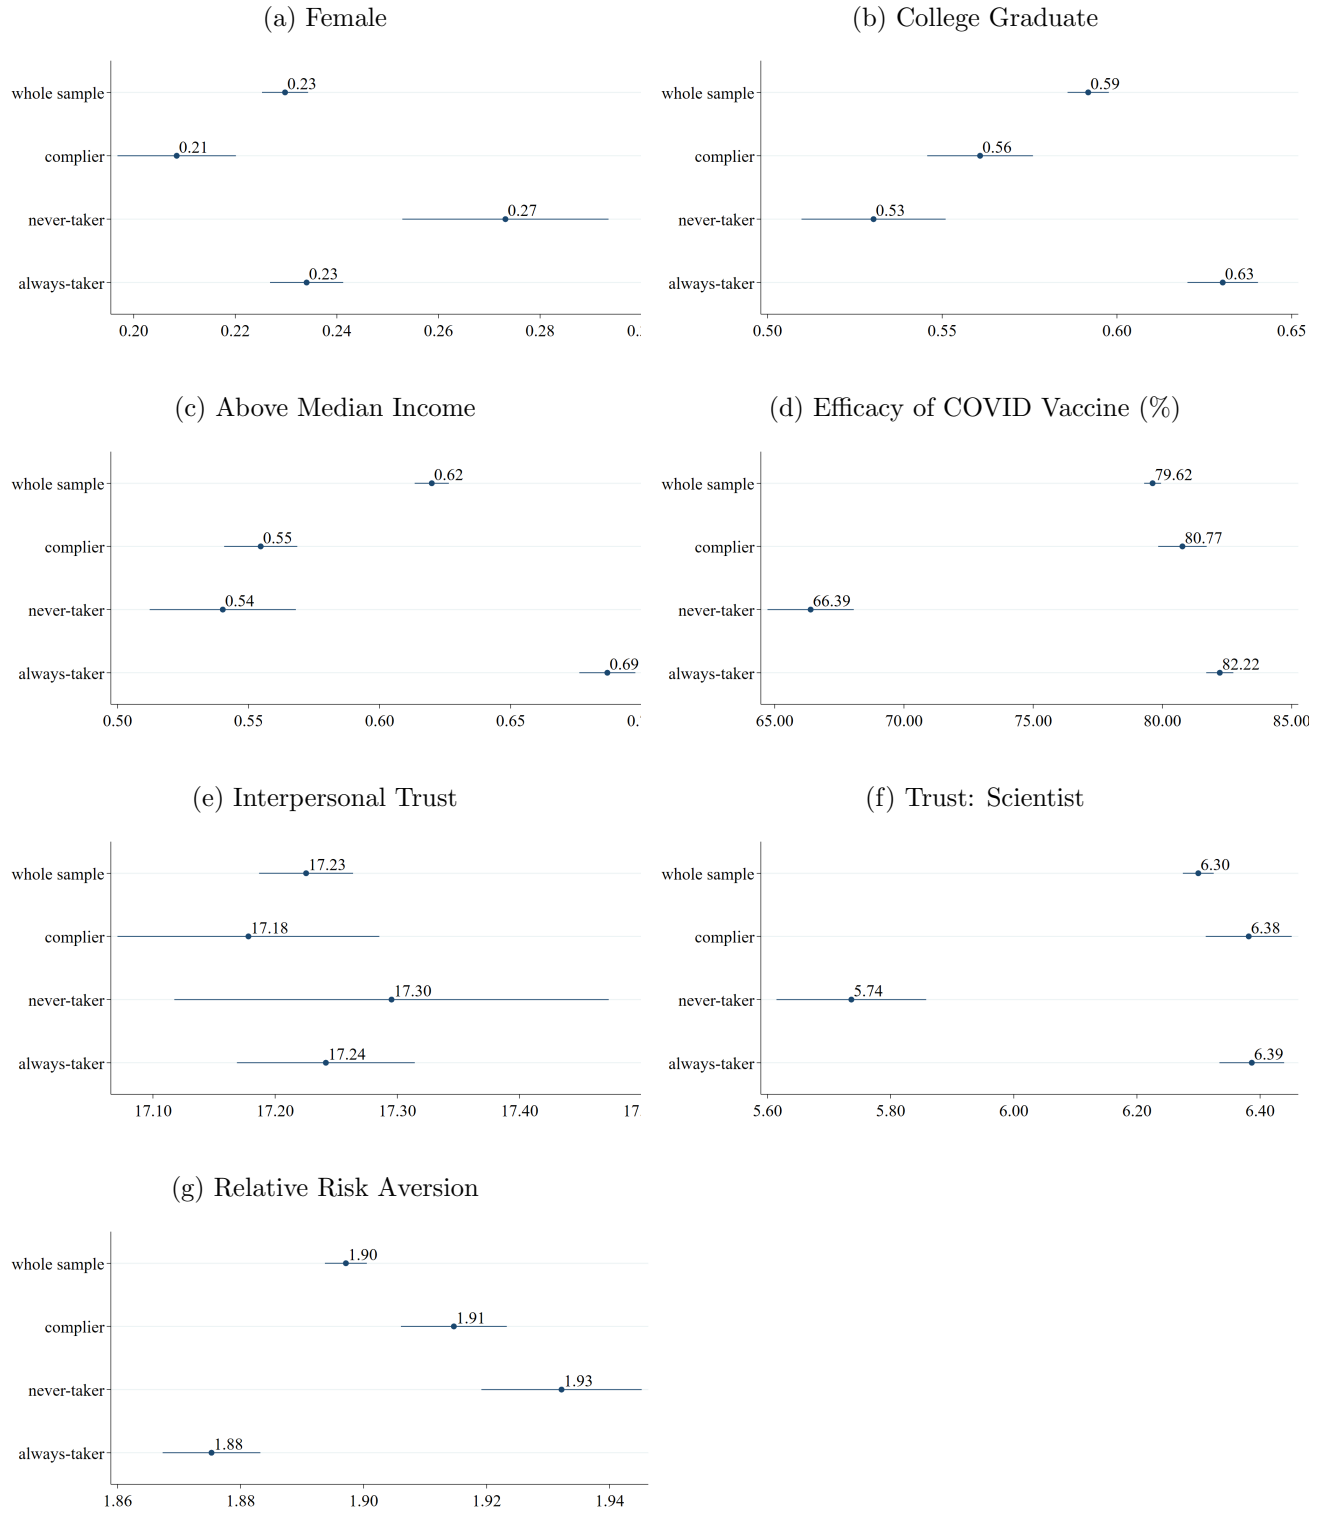 (a) Female
whole sample
0.23
complier
0.21
never-taker
0.27
always-taker
0.23
0.20 0.22 0.24 0.26 0.28 0.
(b) College Graduate
whole sample
0.59
complier
0.56
never-taker
0.53
always-taker
0.63
0.50 0.55 0.60 0.65
(c) Above Median Income
whole sample
0.62
complier
0.55
never-taker
0.54
always-taker
0.69
0.50 0.55 0.60 0.65 0.
(d) Efficacy of COVID Vaccine (%)
whole sample
79.62
complier
80.77
never-taker
66.39
always-taker
82.22
65.00 70.00 75.00 80.00 85.00
(e) Interpersonal Trust
whole sample
17.23
complier
17.18
never-taker
17.30
always-taker
17.24
17.10 17.20 17.30 17.40 17.
(f) Trust: Scientist
whole sample
6.30
complier
6.38
never-taker
5.74
always-taker
6.39
5.60 5.80 6.00 6.20 6.40
(g) Relative Risk Aversion
whole sample
1.90
complier
1.91
never-taker
1.93
always-taker
1.88
1.86 1.88 1.90 1.92 1.94